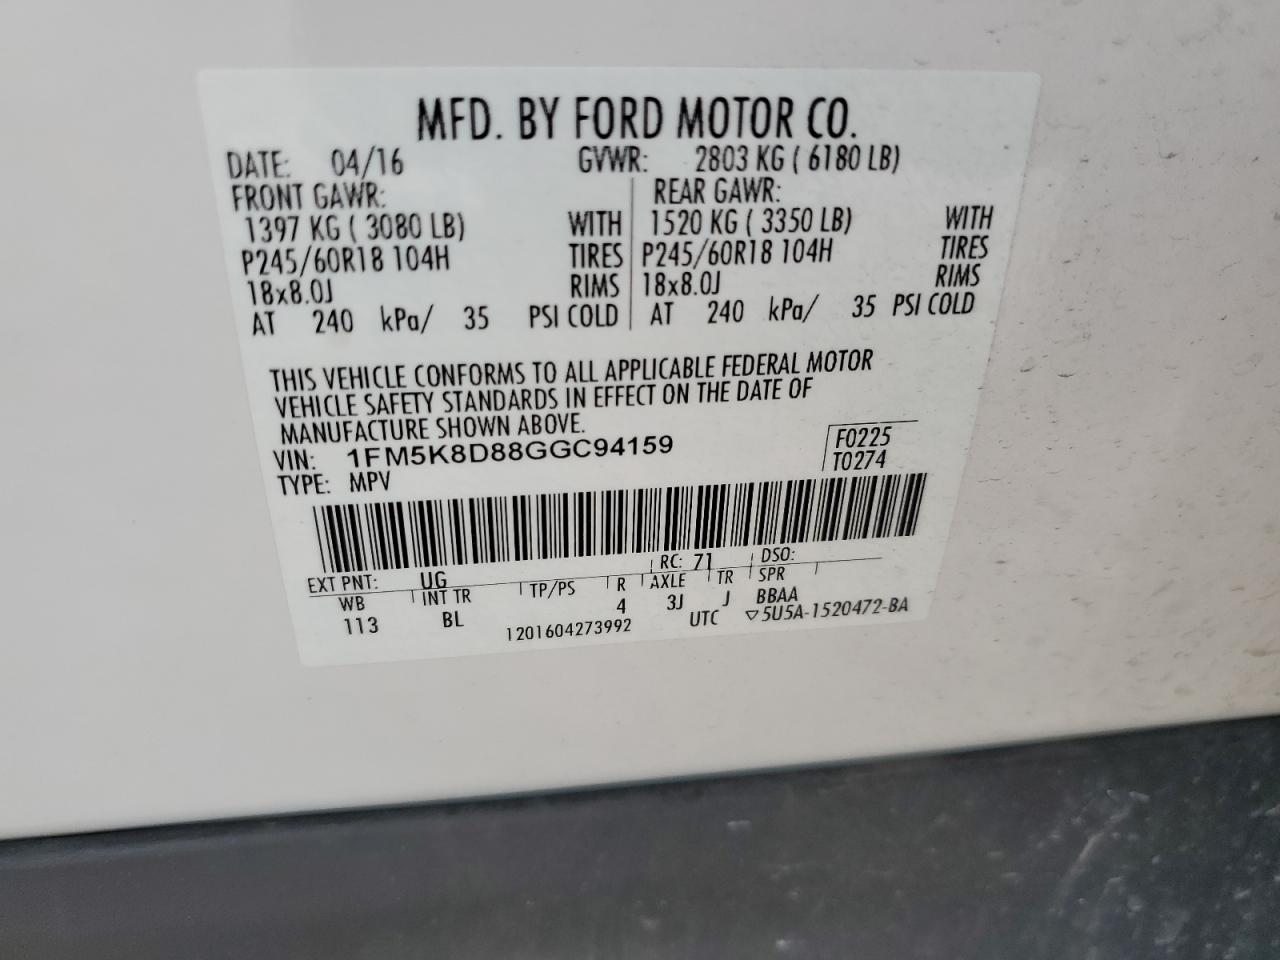 MFD. BY FORD MOTOR CO.
DATE: 04/16 GVWR: 2803 KG ( 6180 LB)
FRONT GAWR: REAR GAWR:
1397 KG ( 3080 LB) WITH 1520 KG ( 3350 LB) WITH
P245/60R18 104H TIRES P245/60R18 104H TIRES
18x8.0J RIMS 18x8.0J RIMS
AT 240 kPa/ 35 PSI COLD AT 240 kPa/ 35 PSI COLD
THIS VEHICLE CONFORMS TO ALL APPLICABLE FEDERAL MOTOR
VEHICLE SAFETY STANDARDS IN EFFECT ON THE DATE OF
MANUFACTURE SHOWN ABOVE.
VIN: 1FM5K8D88GGC94159 F0225
TYPE: MPV T0274
EXT PNT: UG RC: 71 DSO:
WB INT TR TP/PS R AXLE TR SPR
113 BL 4 3J J BBAA
1201604273992 UTC ▽5U5A-1520472-BA